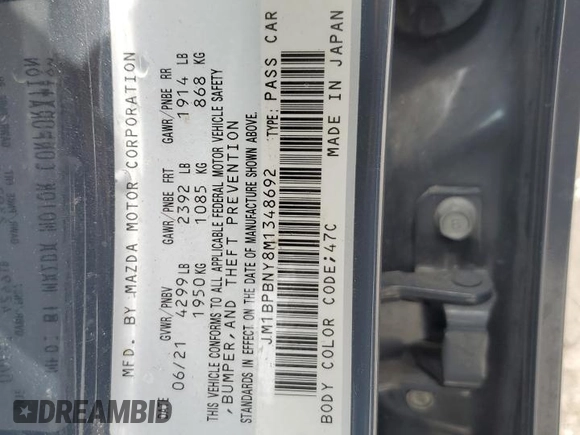 MFD. BY MAZDA MOTOR CORPORATION
DATE GVWR/PNBV GAWR/PNBE FRT GAWR/PNBE RR
06/21 4299LB 2392 LB 1914 LB
1950KG 1085 KG 868 KG
THIS VEHICLE CONFORMS TO ALL APPLICABLE FEDERAL MOTOR VEHICLE SAFETY
,BUMPER,AND THEFT PREVENTION
STANDARDS IN EFFECT ON THE DATE OF MANUFACTURE SHOWN ABOVE.
JM1BPBNY8M1348692 TYPE: PASS CAR
BODY COLOR CODE;47C MADE IN JAPAN
DREAMBID